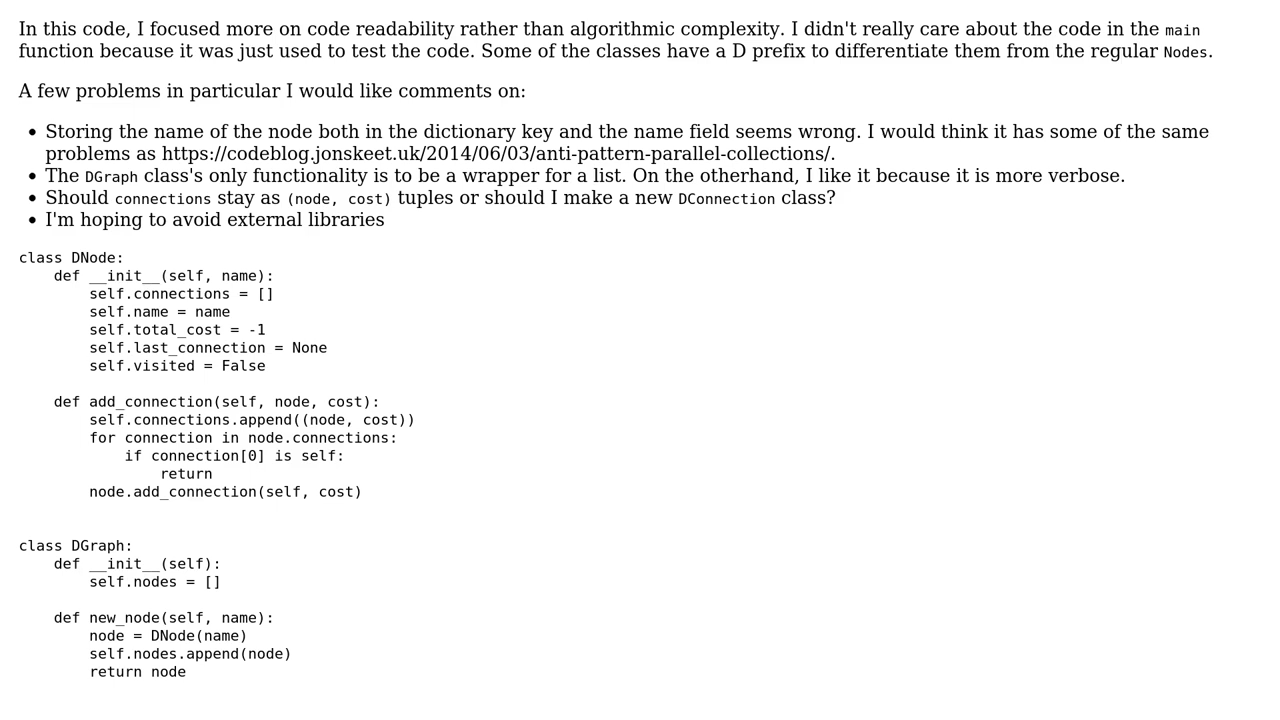 In this code, I focused more on code readability rather than algorithmic complexity. I didn't really care about the code in the main
function because it was just used to test the code. Some of the classes have a D prefix to differentiate them from the regular Nodes.
A few problems in particular I would like comments on:
• Storing the name of the node both in the dictionary key and the name field seems wrong. I would think it has some of the same
problems as https://codeblog.jonskeet.uk/2014/06/03/anti-pattern-parallel-collections/.
• The DGraph class's only functionality is to be a wrapper for a list. On the otherhand, I like it because it is more verbose.
• Should connections stay as (node, cost) tuples or should I make a new DConnection class?
• I'm hoping to avoid external libraries
class DNode:
    def __init__(self, name):
        self.connections = []
        self.name = name
        self.total_cost = -1
        self.last_connection = None
        self.visited = False
    def add_connection(self, node, cost):
        self.connections.append((node, cost))
        for connection in node.connections:
            if connection[0] is self:
                return
        node.add_connection(self, cost)
class DGraph:
    def __init__(self):
        self.nodes = []
    def new_node(self, name):
        node = DNode(name)
        self.nodes.append(node)
        return node